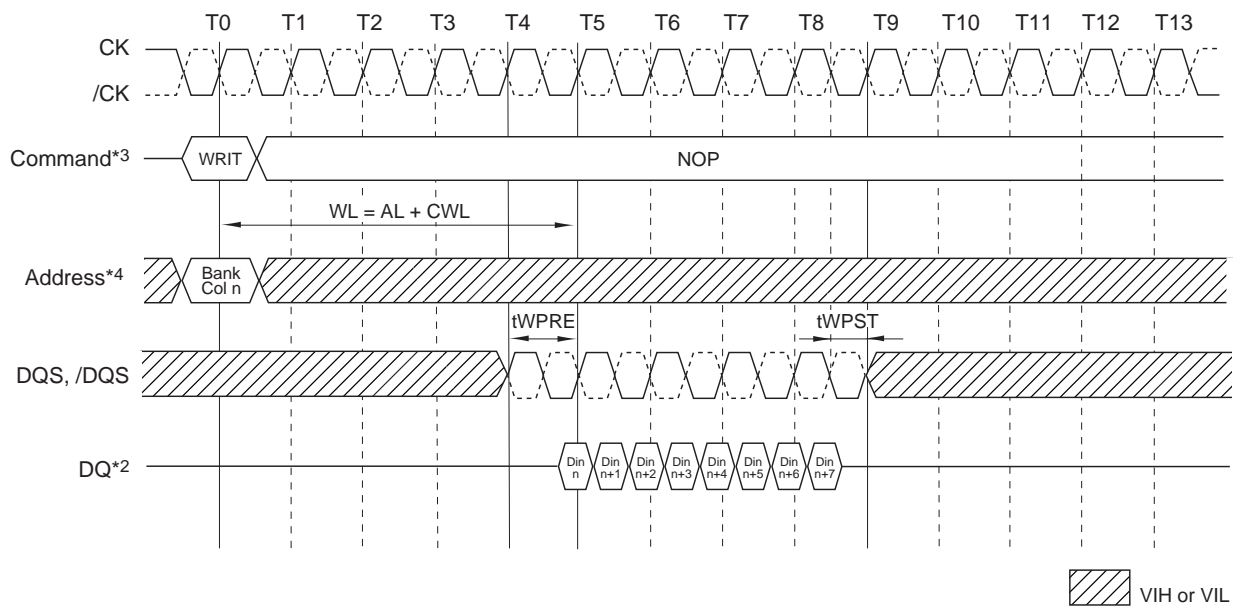 T0 T1 T2 T3 T4 T5 T6 T7 T8 T9 T10 T11 T12 T13
CK
/CK
Command*3 WRIT NOP
WL = AL + CWL
Address*4 Bank
Col n
tWPRE tWPST
DQS, /DQS
DQ*2 Din Din Din Din Din Din Din Din
n n+1 n+2 n+3 n+4 n+5 n+6 n+7
VIH or VIL